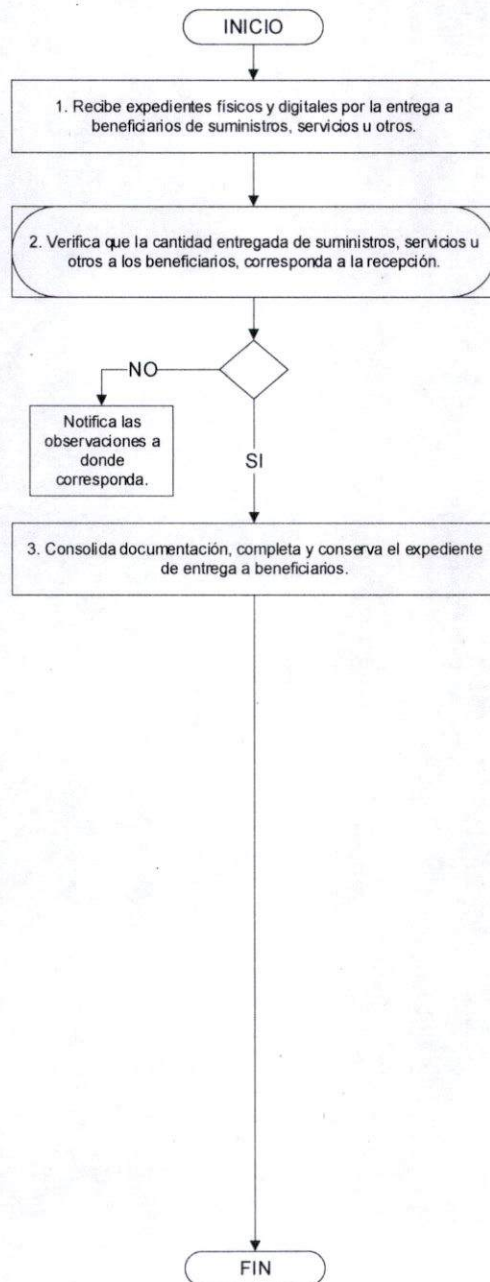 INICIO
1. Recibe expedientes físicos y digitales por la entrega a
beneficiarios de suministros, servicios u otros.
2. Verifica que la cantidad entregada de suministros, servicios u
otros a los beneficiarios, corresponda a la recepción.
NO
Notifica las
observaciones a
donde
corresponda.
SI
3. Consolida documentación, completa y conserva el expediente
de entrega a beneficiarios.
FIN